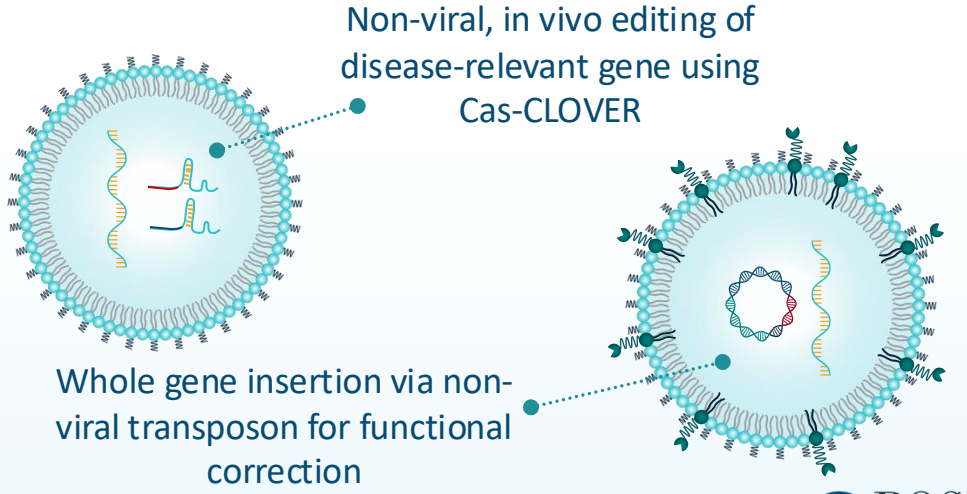 Non-viral, in vivo editing of
disease-relevant gene using
Cas-CLOVER
Whole gene insertion via non-
viral transposon for functional
correction